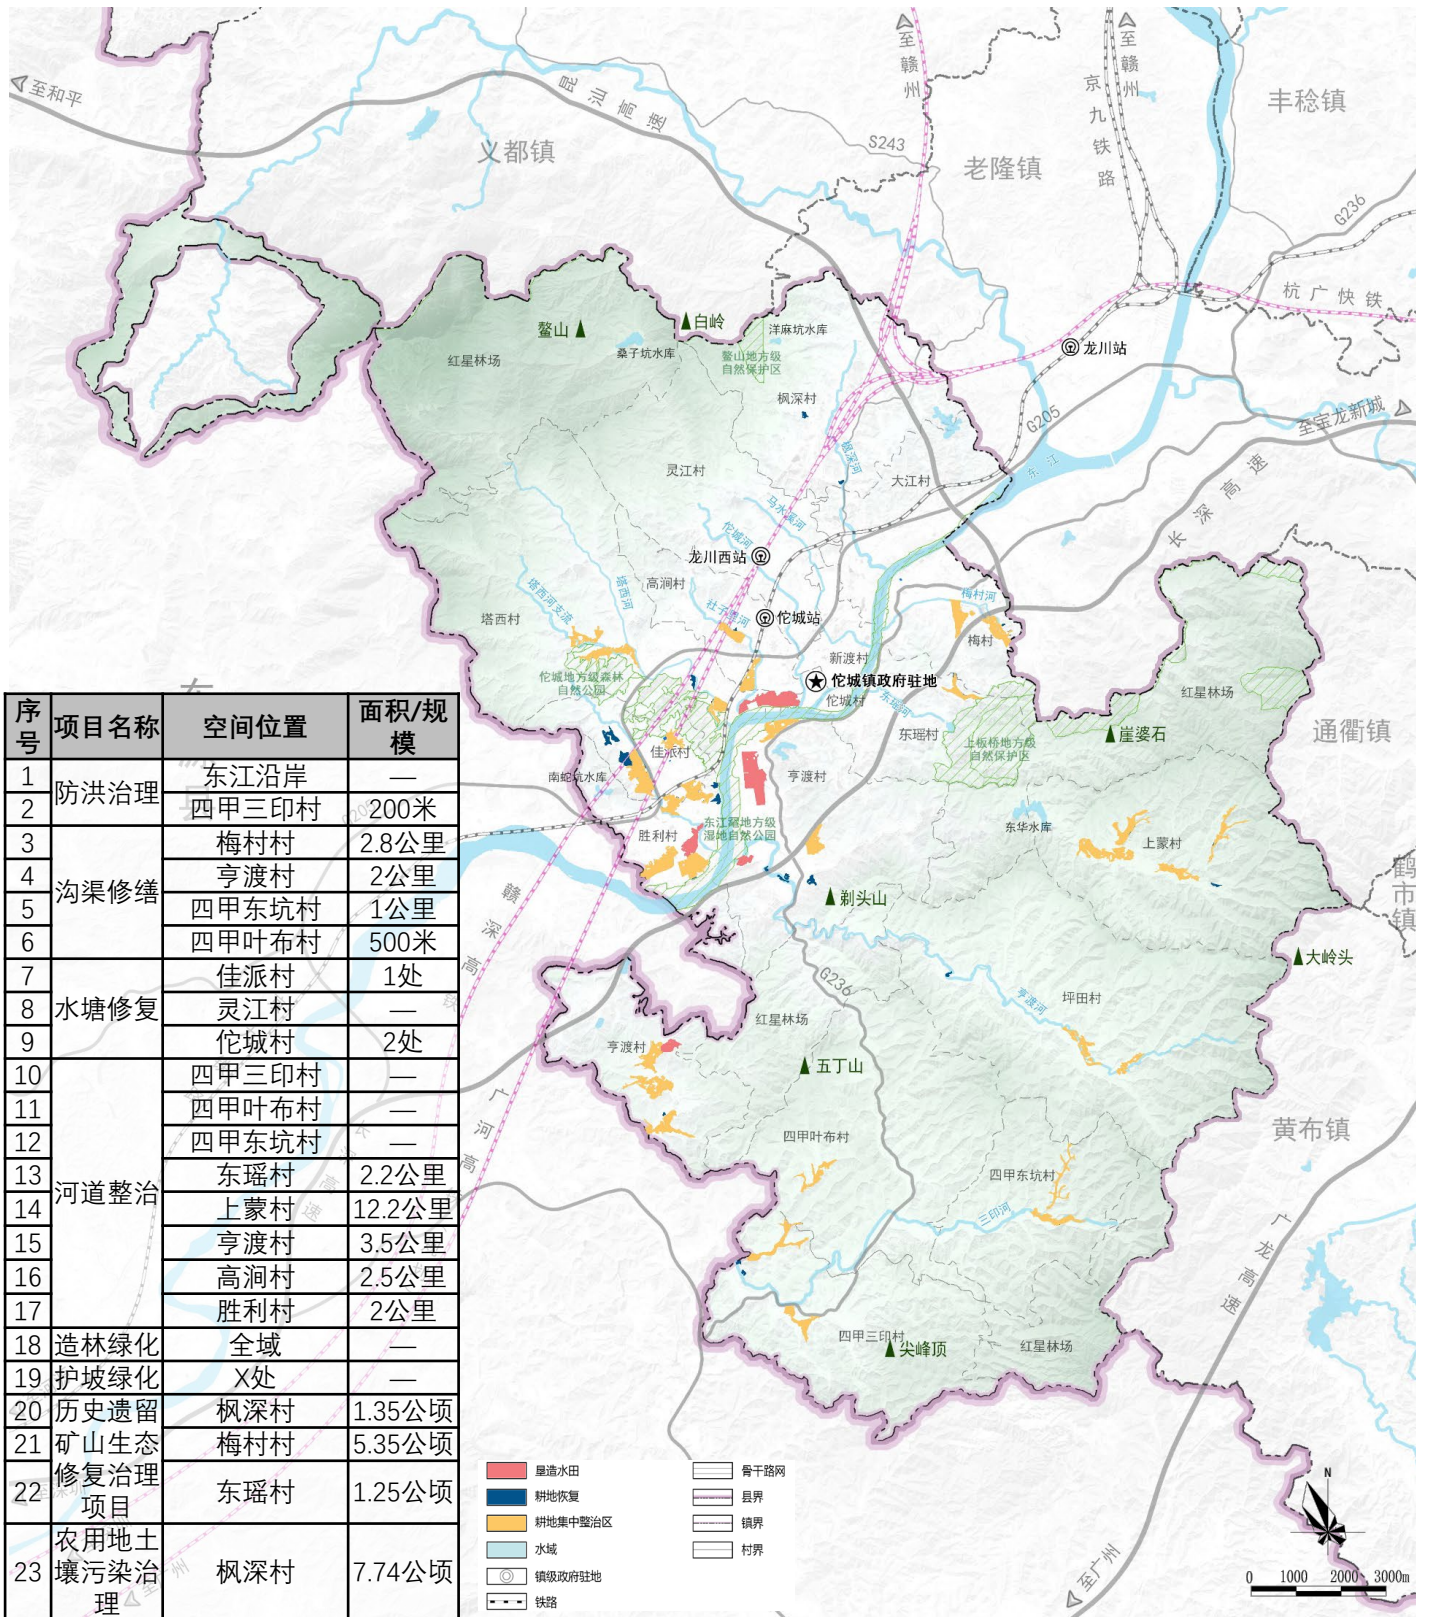 至和平
昆汕高速
至赣州
至赣州
京九铁路
丰稔镇
义都镇
S243
老隆镇
G236
杭广快铁
鳌山
白岭
洋麻坑水库
桑子坑水库
红星林场
鳌山地方级
自然保护区
龙川站
枫深村
G205
至宝龙新城
枫深河
灵江村
大江村
东江
长深高速
马水溪河
佗城河
龙川西站
高涧村
塔西河
塔西河支流
梅村河
塔西村
佗城站
梅村
新渡村
佗城地方级森林
自然公园
佗城镇政府驻地
佗城村
东瑶河
红星林场
东瑶村
上板桥地方级
自然保护区
崖婆石
通衢镇
佳派村
南蛇坑水库
亨渡村
东江
湿地自然公园
胜利村
东华水库
上蒙村
鹤市镇
剃头山
赣深高铁
大岭头
G236
亨渡河
坪田村
红星林场
亨渡村
五丁山
广河高
四甲叶布村
黄布镇
四甲东坑村
三印河
广龙高速
四甲三印村
尖峰顶
红星林场
至广州
序号 项目名称 空间位置 面积/规模
1 防洪治理 东江沿岸 —
2 四甲三印村 200米
3 沟渠修缮 梅村村 2.8公里
4 亨渡村 2公里
5 四甲东坑村 1公里
6 四甲叶布村 500米
7 水塘修复 佳派村 1处
8 灵江村 —
9 佗城村 2处
10 河道整治 四甲三印村 —
11 四甲叶布村 —
12 四甲东坑村 —
13 东瑶村 2.2公里
14 上蒙村 12.2公里
15 亨渡村 3.5公里
16 高涧村 2.5公里
17 胜利村 2公里
18 造林绿化 全域 —
19 护坡绿化 X处 —
20 历史遗留矿山生态修复治理项目 枫深村 1.35公顷
21 梅村村 5.35公顷
22 东瑶村 1.25公顷
23 农用地土壤污染治理 枫深村 7.74公顷
垦造水田
耕地恢复
耕地集中整治区
水域
镇级政府驻地
铁路
骨干路网
县界
镇界
村界
N
0 1000 2000 3000m